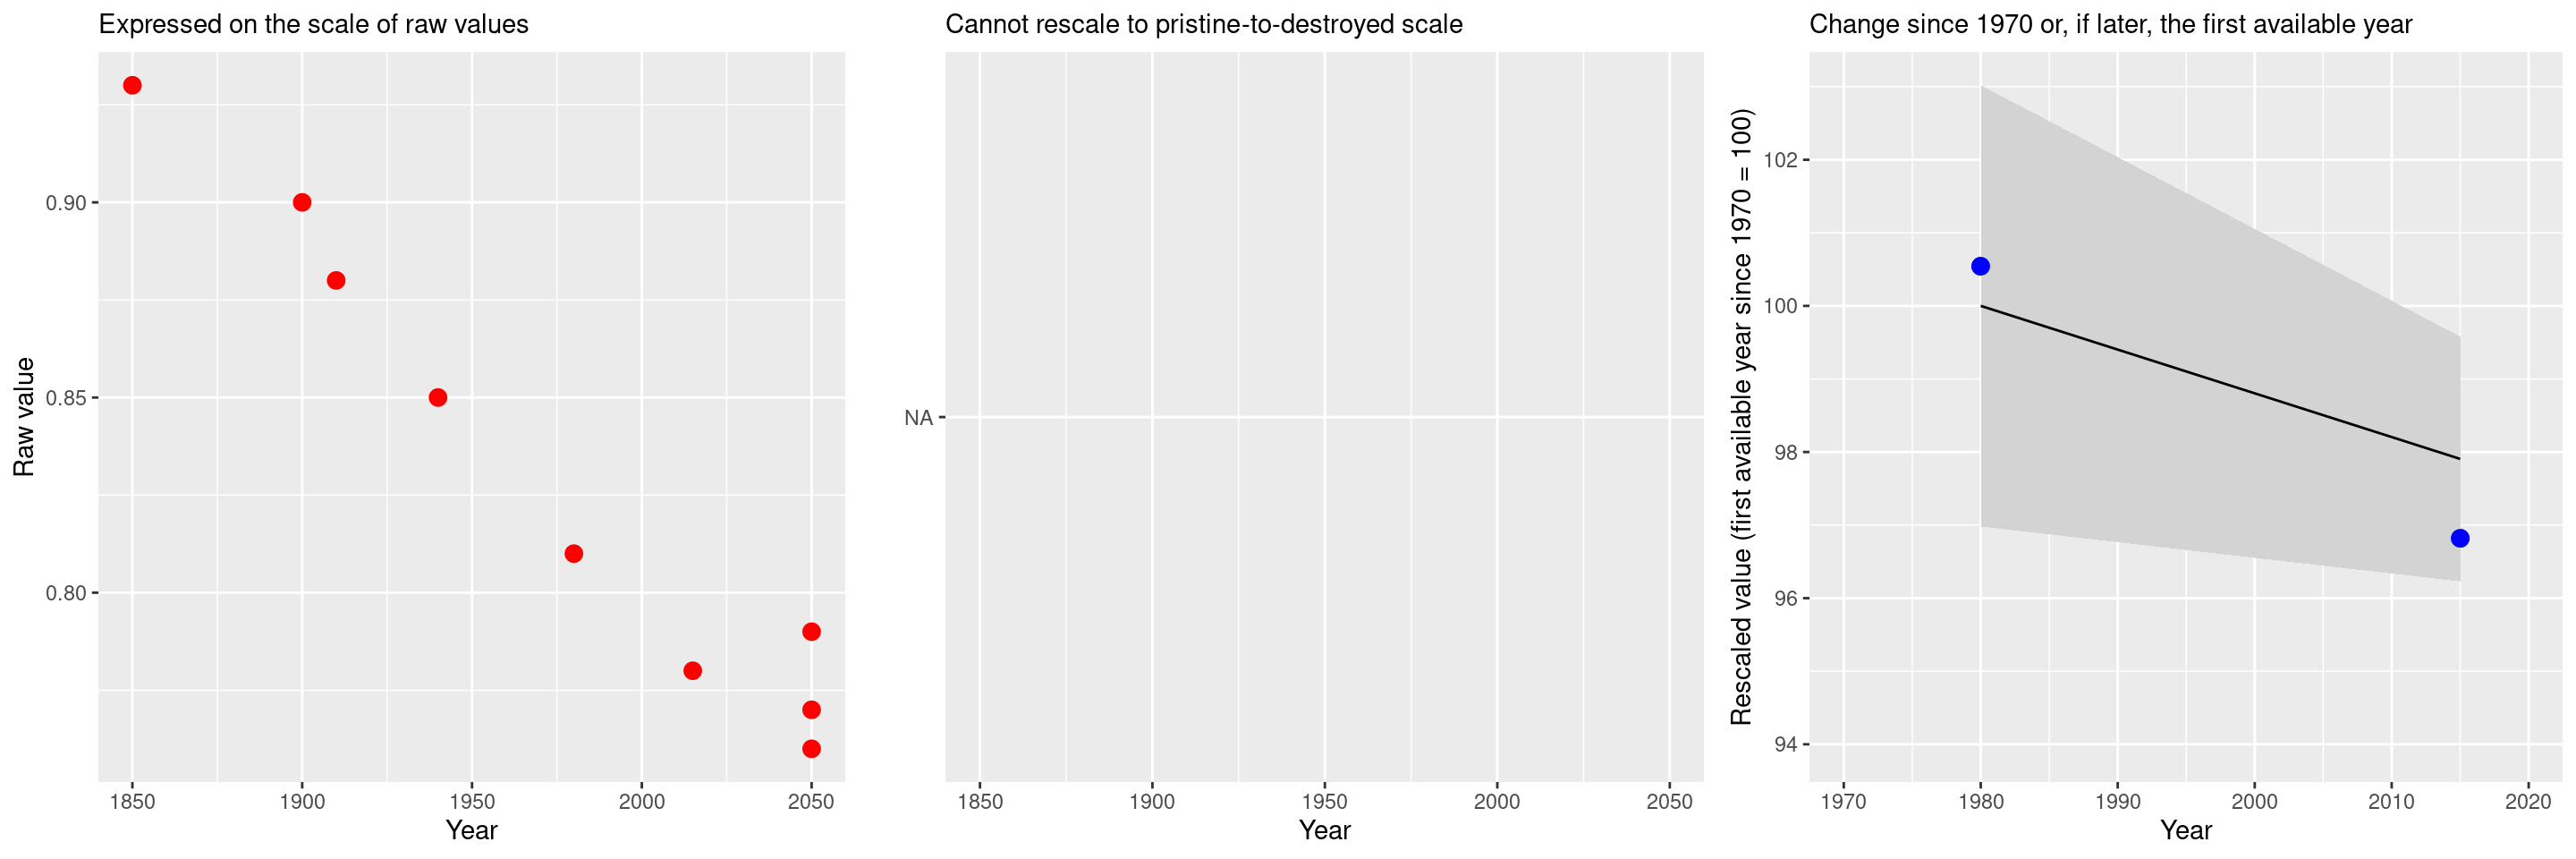 Expressed on the scale of raw values
Raw value
0.90
0.85
0.80
1850 1900 1950 2000 2050
Year
Cannot rescale to pristine-to-destroyed scale
NA
1850 1900 1950 2000 2050
Year
Change since 1970 or, if later, the first available year
Rescaled value (first available year since 1970 = 100)
102
100
98
96
94
1970 1980 1990 2000 2010 2020
Year